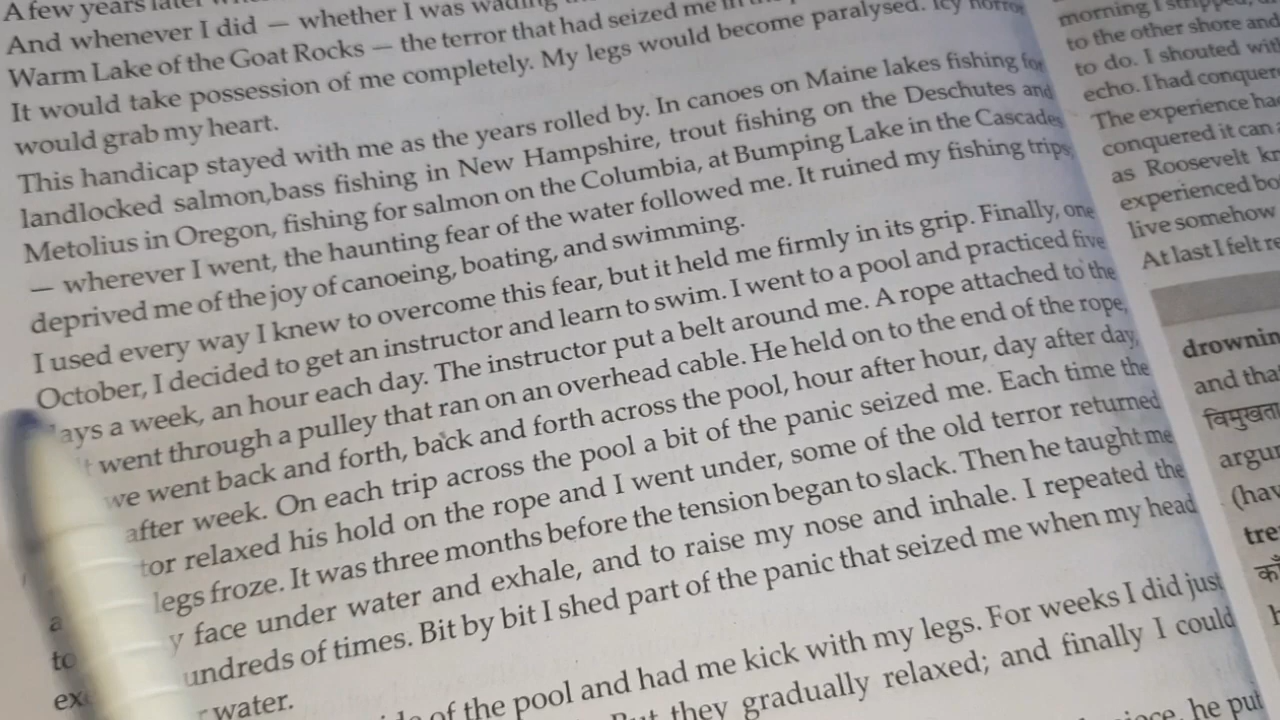 A few years later
And whenever I did — whether I was wading
Warm Lake of the Goat Rocks — the terror that had seized me in the
It would take possession of me completely. My legs would become paralysed. Icy horror
would grab my heart.
This handicap stayed with me as the years rolled by. In canoes on Maine lakes fishing for
landlocked salmon,bass fishing in New Hampshire, trout fishing on the Deschutes and
Metolius in Oregon, fishing for salmon on the Columbia, at Bumping Lake in the Cascades
— wherever I went, the haunting fear of the water followed me. It ruined my fishing trips;
deprived me of the joy of canoeing, boating, and swimming.
I used every way I knew to overcome this fear, but it held me firmly in its grip. Finally, one
October, I decided to get an instructor and learn to swim. I went to a pool and practiced five
days a week, an hour each day. The instructor put a belt around me. A rope attached to the
went through a pulley that ran on an overhead cable. He held on to the end of the rope,
we went back and forth, back and forth across the pool, hour after hour, day after day,
after week. On each trip across the pool a bit of the panic seized me. Each time the
tor relaxed his hold on the rope and I went under, some of the old terror returned
legs froze. It was three months before the tension began to slack. Then he taught me
to y face under water and exhale, and to raise my nose and inhale. I repeated the
ex undreds of times. Bit by bit I shed part of the panic that seized me when my head
water.
of the pool and had me kick with my legs. For weeks I did just
But they gradually relaxed; and finally I could
he put
morning I stripped,
to the other shore and
to do. I shouted with
echo. I had conquer
The experience ha
conquered it can
as Roosevelt kn
experienced bo
live somehow
At last I felt re
drownin
and tha
विमुखता
argu
(hav
tre